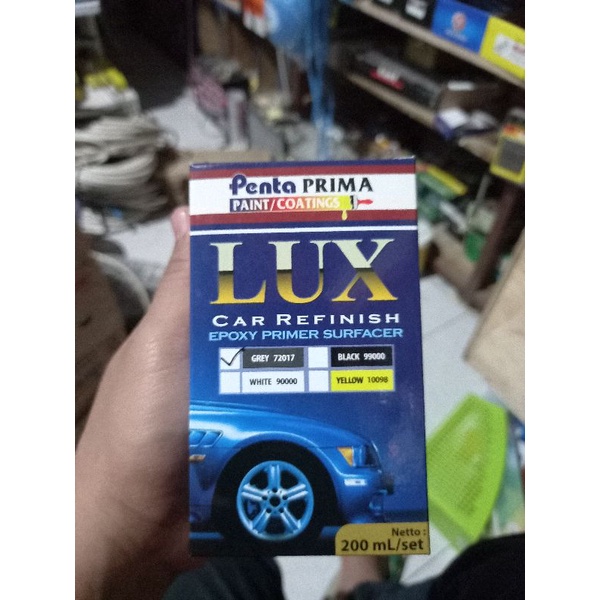 Penta PRIMA
PAINT/COATINGS
LUX
CAR REFINISH
EPOXY PRIMER SURFACER
GREY 72017 BLACK 99000
WHITE 90000 YELLOW 10098
Netto :
200 mL/set